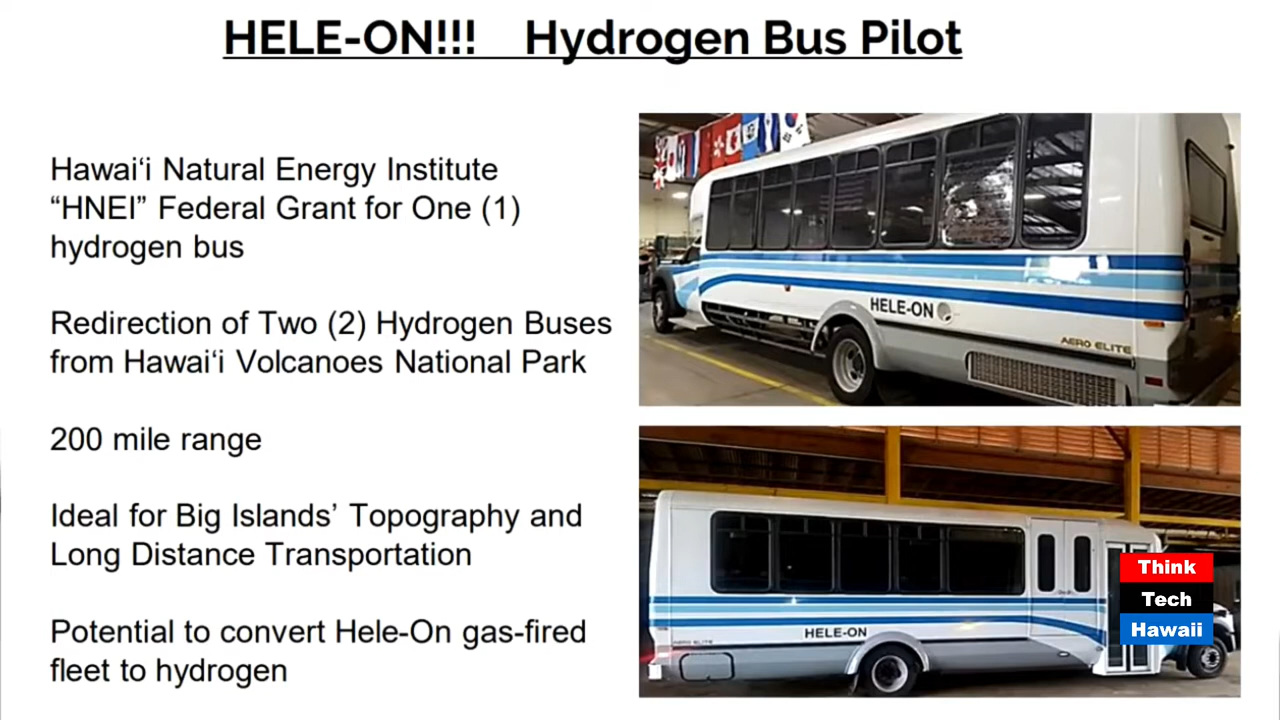 HELE-ON!!! Hydrogen Bus Pilot
Hawai‘i Natural Energy Institute
“HNEI” Federal Grant for One (1)
hydrogen bus
Redirection of Two (2) Hydrogen Buses
from Hawai‘i Volcanoes National Park
200 mile range
Ideal for Big Islands’ Topography and
Long Distance Transportation
Potential to convert Hele-On gas-fired
fleet to hydrogen
HELE-ON
AERO ELITE
HELE-ON
AERO ELITE
Think
Tech
Hawaii